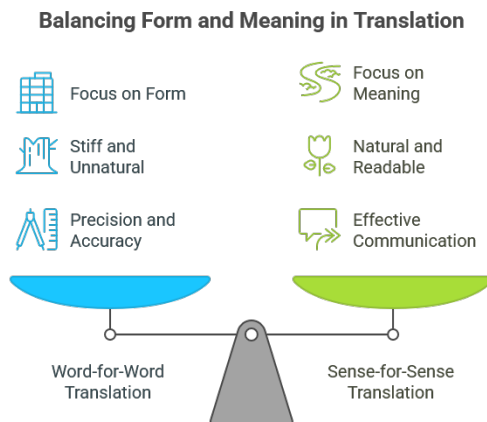 Balancing Form and Meaning in Translation
Focus on Form
Stiff and
Unnatural
Precision and
Accuracy
Word-for-Word
Translation
Focus on
Meaning
Natural and
Readable
Effective
Communication
Sense-for-Sense
Translation